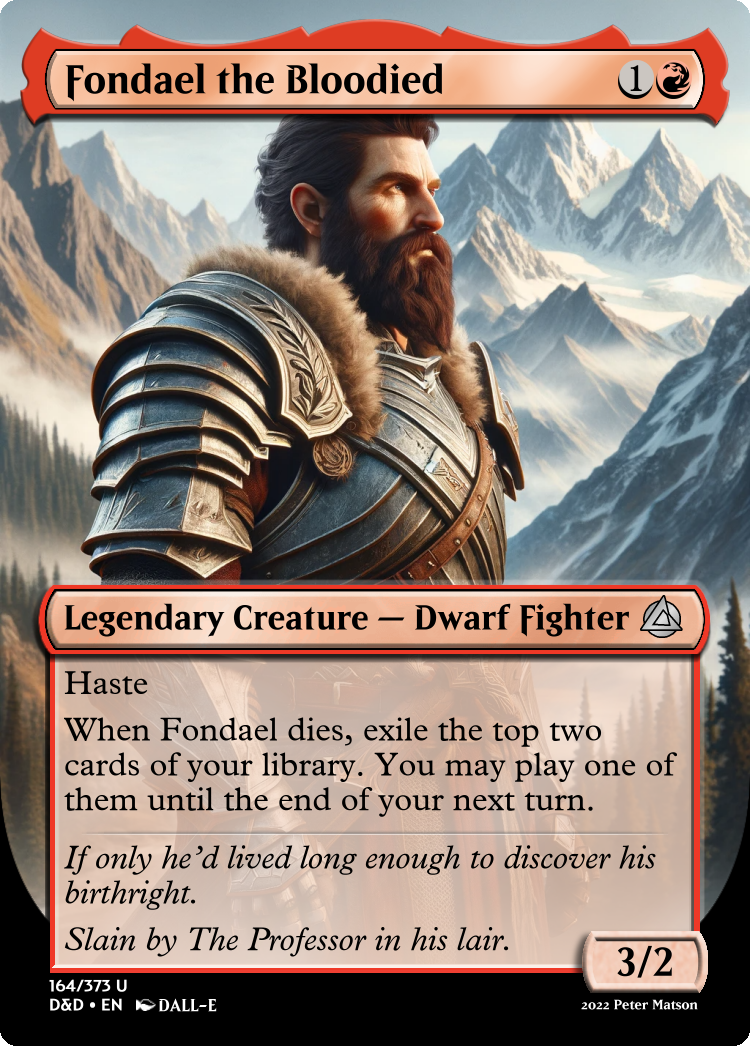 Fondael the Bloodied 1
Legendary Creature — Dwarf Fighter
Haste
When Fondael dies, exile the top two
cards of your library. You may play one of
them until the end of your next turn.
If only he’d lived long enough to discover his
birthright.
Slain by The Professor in his lair.
3/2
164/373 U
D&D • EN DALL-E
2022 Peter Matson